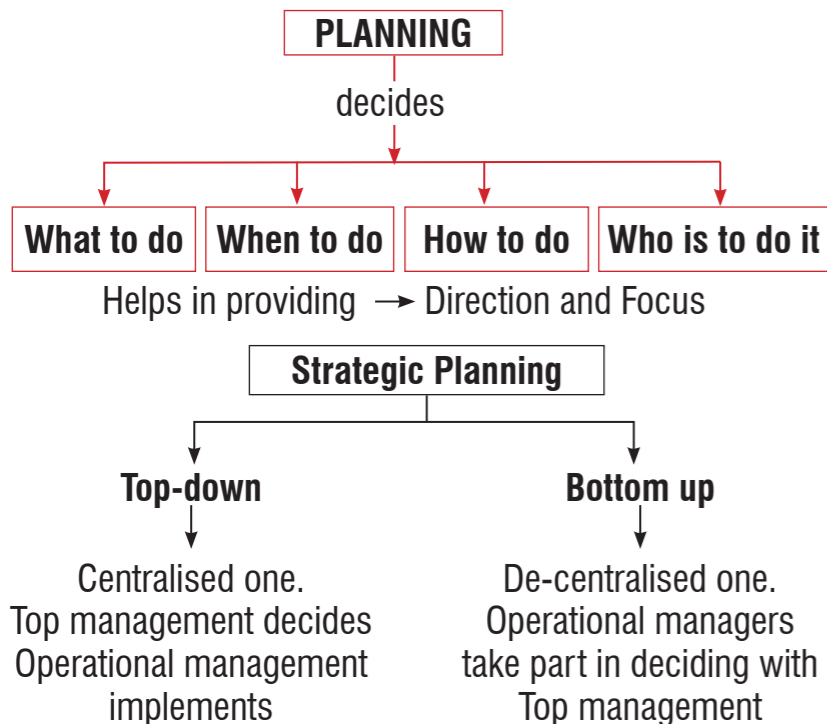 PLANNING
decides
What to do
When to do
How to do
Who is to do it
Helps in providing → Direction and Focus
Strategic Planning
Top-down
Bottom up
Centralised one.
Top management decides
Operational management
implements
De-centralised one.
Operational managers
take part in deciding with
Top management